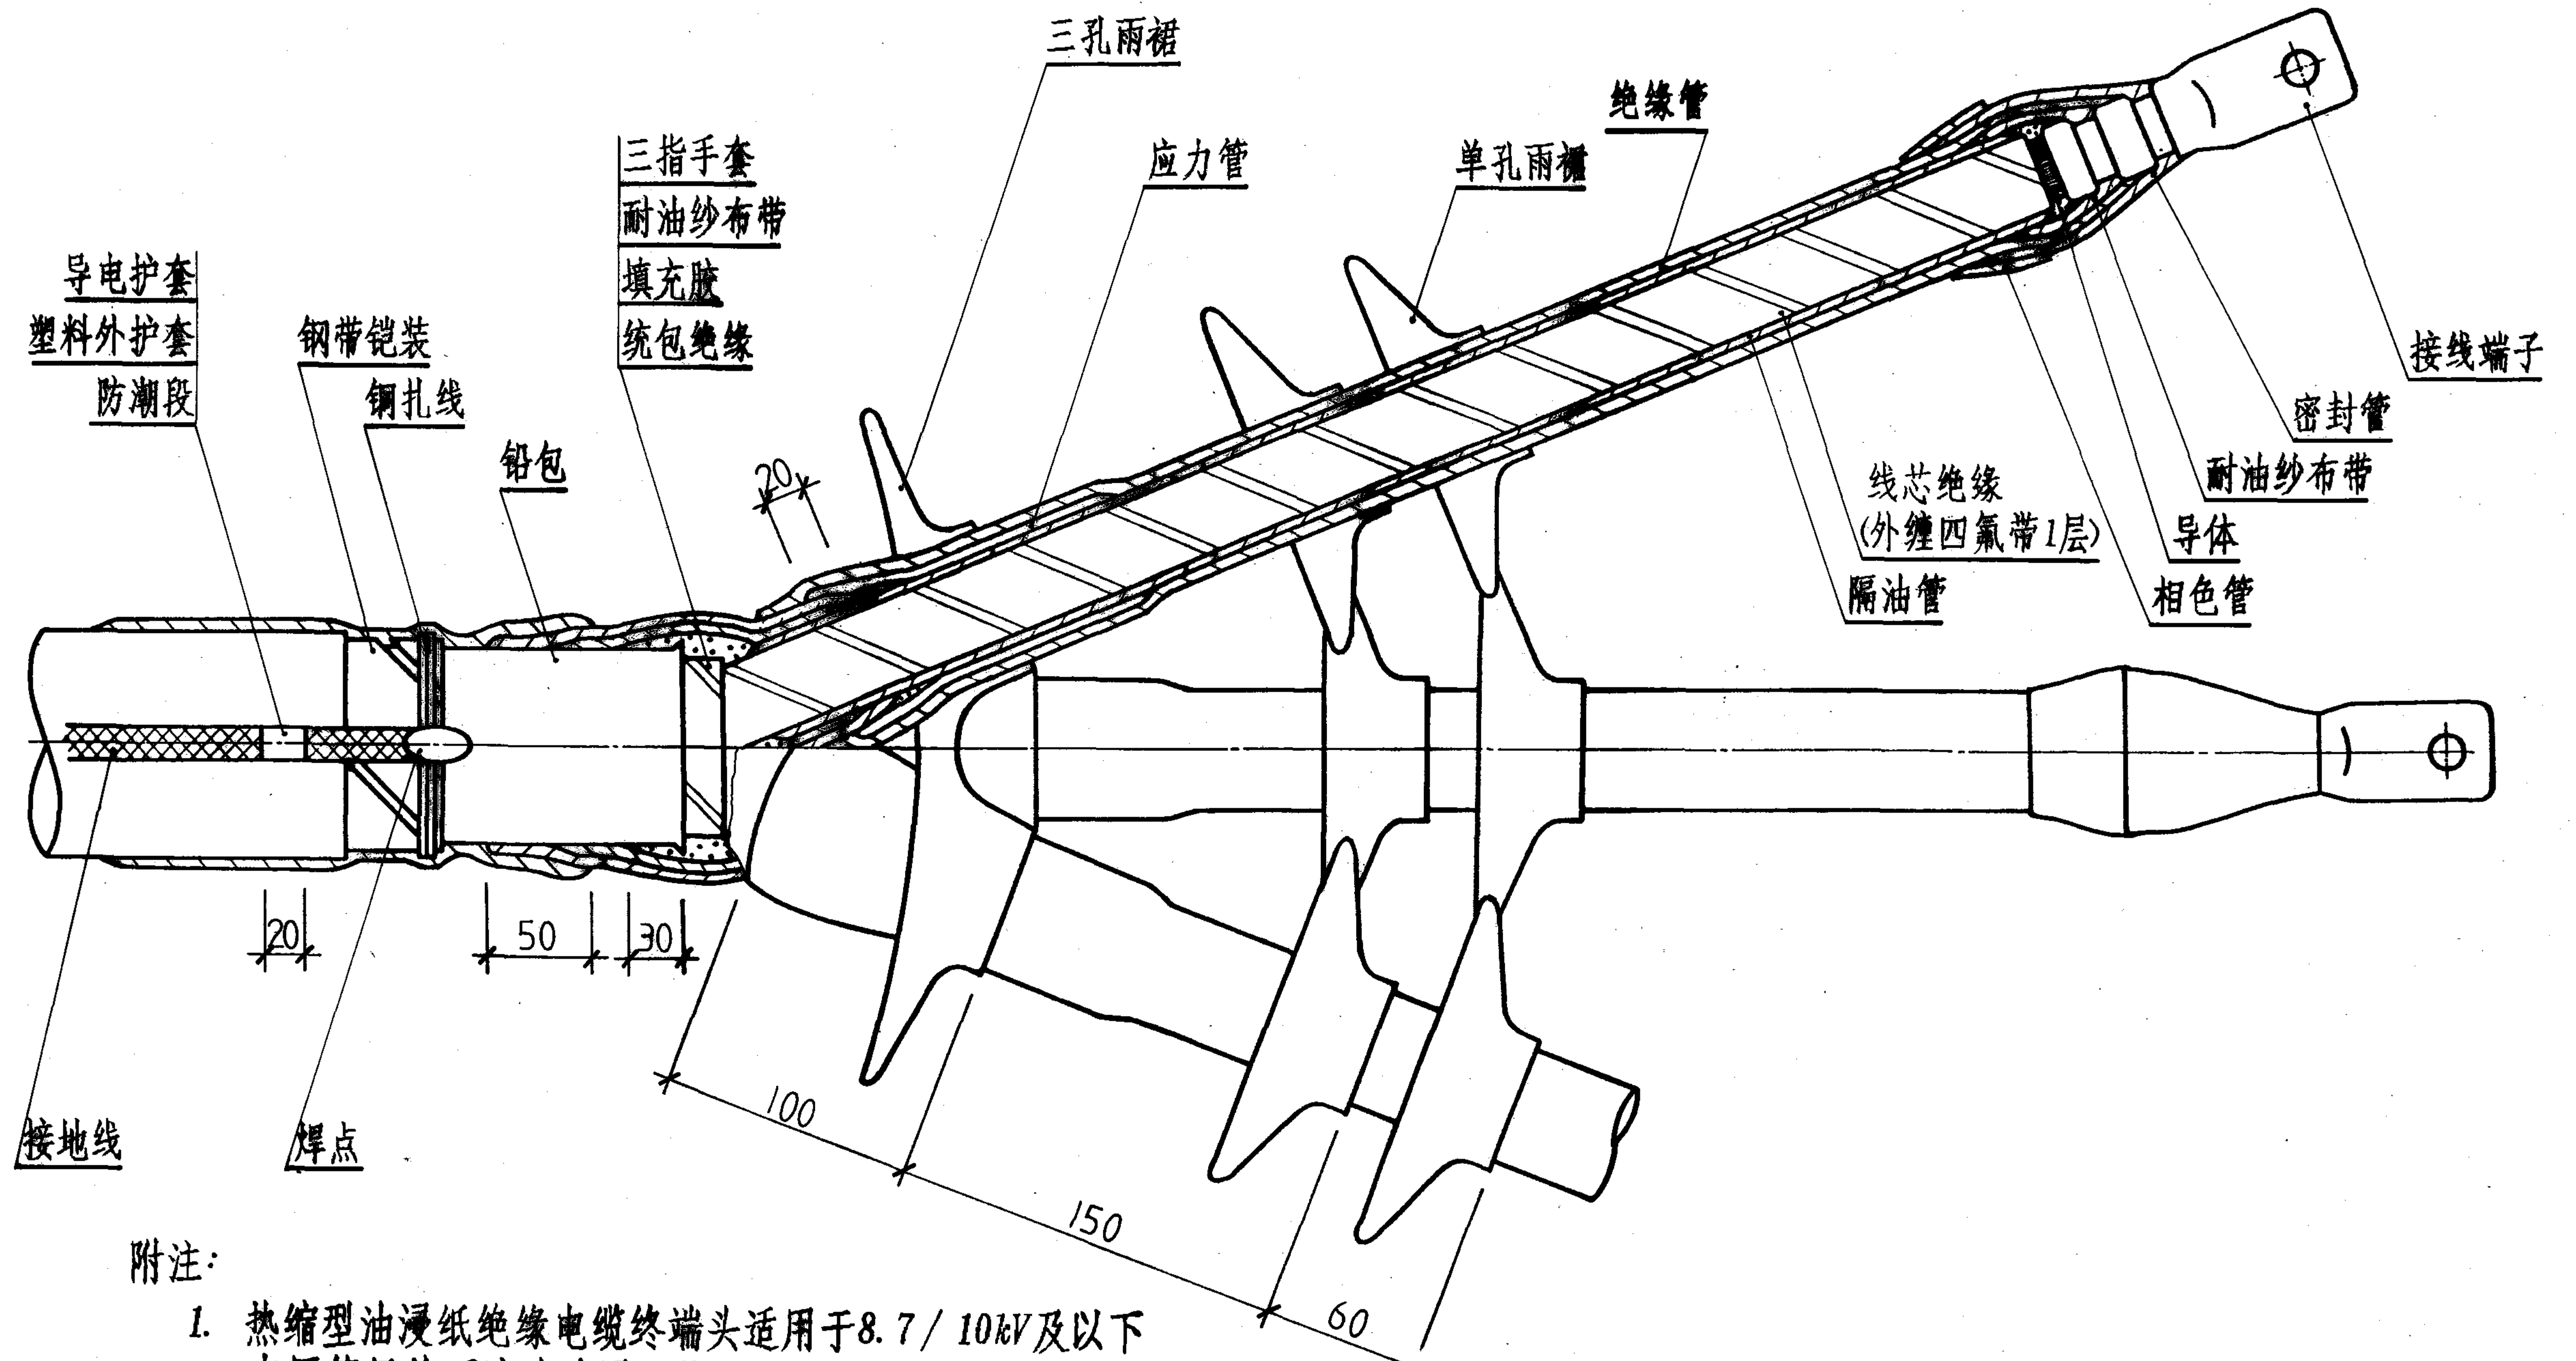 三孔雨裙
绝缘管
三指手套
耐油纱布带
填充胶
统包绝缘
应力管
单孔雨裙
导电护套
塑料外护套
防潮段
钢带铠装
铜扎线
铅包
接线端子
密封管
耐油纱布带
导体
相色管
线芯绝缘
(外缠四氟带1层)
隔油管
20
20
50
30
100
150
60
接地线
焊点
附注:
1. 热缩型油浸纸绝缘电缆终端头适用于8.7/10kV及以下